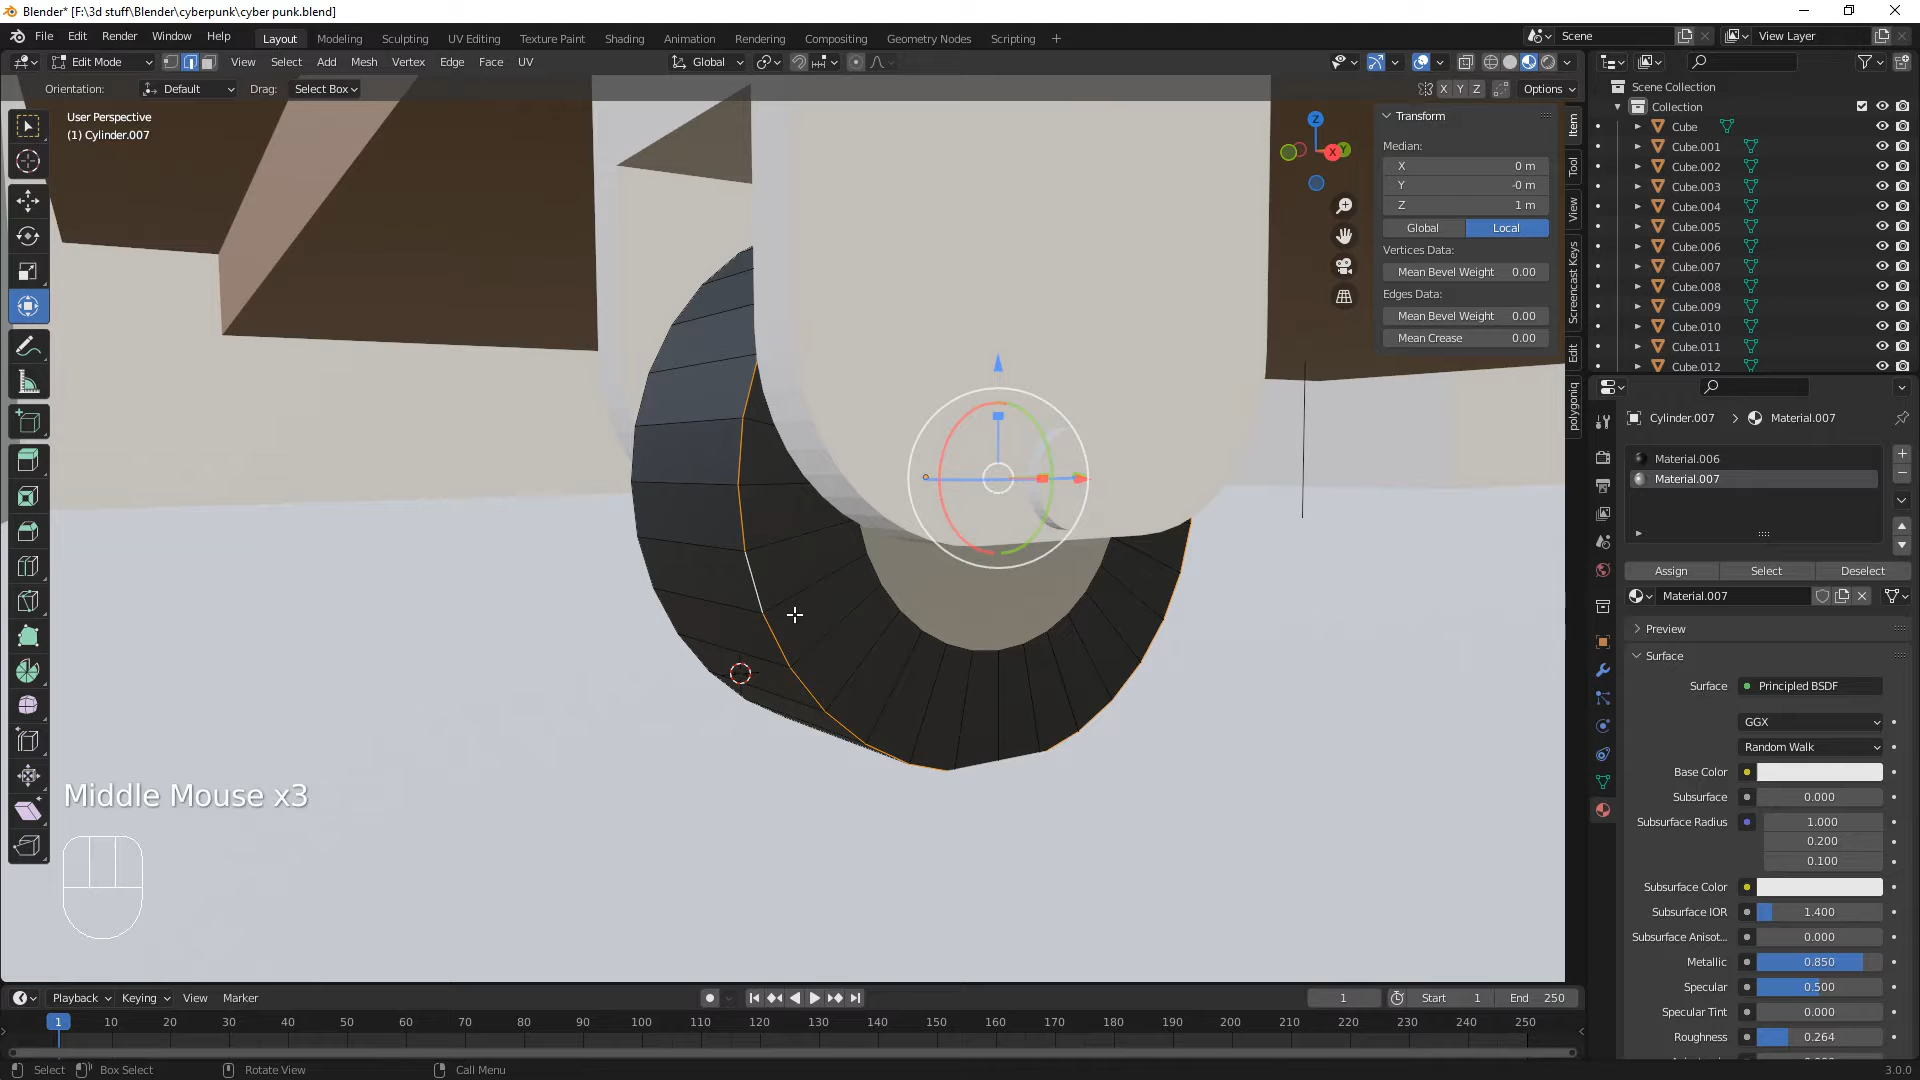 Blender* [F:\3d stuff\Blender\cyberpunk\cyber punk.blend]
File Edit Render Window Help Layout Modeling Sculpting UV Editing Texture Paint Shading Animation Rendering Compositing Geometry Nodes Scripting + Scene View Layer
Edit Mode View Select Add Mesh Vertex Edge Face UV Global
Orientation: Default Drag: Select Box X Y Z Options
User Perspective
(1) Cylinder.007
Z
Y
X
Transform
Median:
X 0 m
Y -0 m
Z 1 m
Global Local
Vertices Data:
Mean Bevel Weight 0.00
Edges Data:
Mean Bevel Weight 0.00
Mean Crease 0.00
Item
Tool
View
Screencast Keys
Edit
polygoniq
Scene Collection
Collection
Cube
Cube.001
Cube.002
Cube.003
Cube.004
Cube.005
Cube.006
Cube.007
Cube.008
Cube.009
Cube.010
Cube.011
Cube.012
Cylinder.007 Material.007
Material.006
Material.007
Assign Select Deselect
Material.007
Preview
Surface
Surface Principled BSDF
GGX
Random Walk
Base Color
Subsurface 0.000
Subsurface Radius 1.000
0.200
0.100
Subsurface Color
Subsurface IOR 1.400
Subsurface Anisot... 0.000
Metallic 0.850
Specular 0.500
Specular Tint 0.000
Roughness 0.264
Middle Mouse x3
Playback Keying View Marker 1 Start 1 End 250
1 10 20 30 40 50 60 70 80 90 100 110 120 130 140 150 160 170 180 190 200 210 220 230 240 250
Select Box Select Rotate View Call Menu 3.0.0